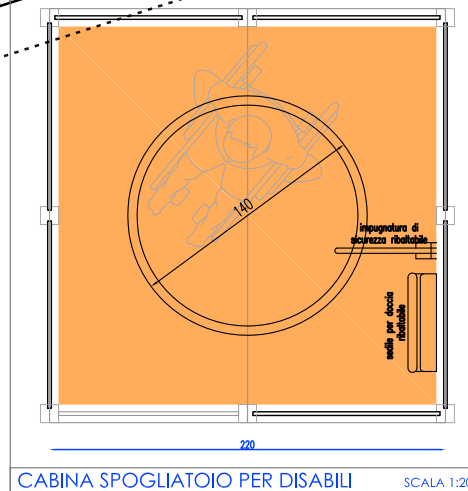 140
impugnatura di
sicurezza ribaltabile
sedile per doccia
ribaltabile
220
CABINA SPOGLIATOIO PER DISABILI
SCALA 1:20